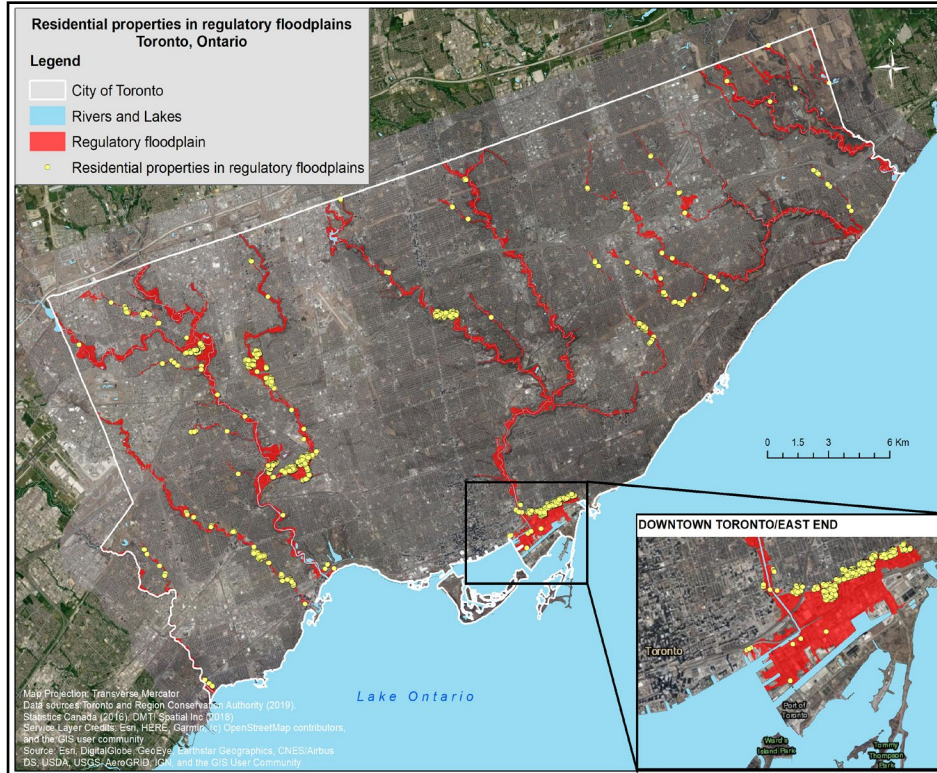 Residential properties in regulatory floodplains
Toronto, Ontario
Legend
City of Toronto
Rivers and Lakes
Regulatory floodplain
Residential properties in regulatory floodplains
N
0 1.5 3 6 Km
DOWNTOWN TORONTO/EAST END
Toronto
Port of
Toronto
Ward's
Island Park
Tommy
Thompson
Park
Lake Ontario
Map Projection: Transverse Mercator
Data sources:Toronto and Region Conservation Authority (2019).
Statistics Canada (2016), DMTI Spatial Inc (2018)
Service Layer Credits: Esri, HERE, Garmin, (c) OpenStreetMap contributors,
and the GIS user community
Source: Esri, DigitalGlobe, GeoEye, Earthstar Geographics, CNES/Airbus
DS, USDA, USGS, AeroGRID, IGN, and the GIS User Community